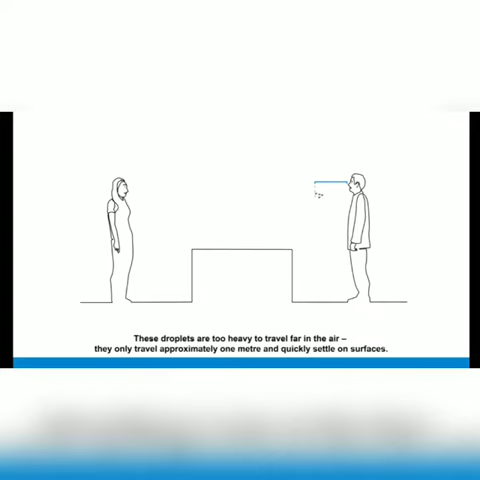 These droplets are too heavy to travel far in the air –
they only travel approximately one metre and quickly settle on surfaces.